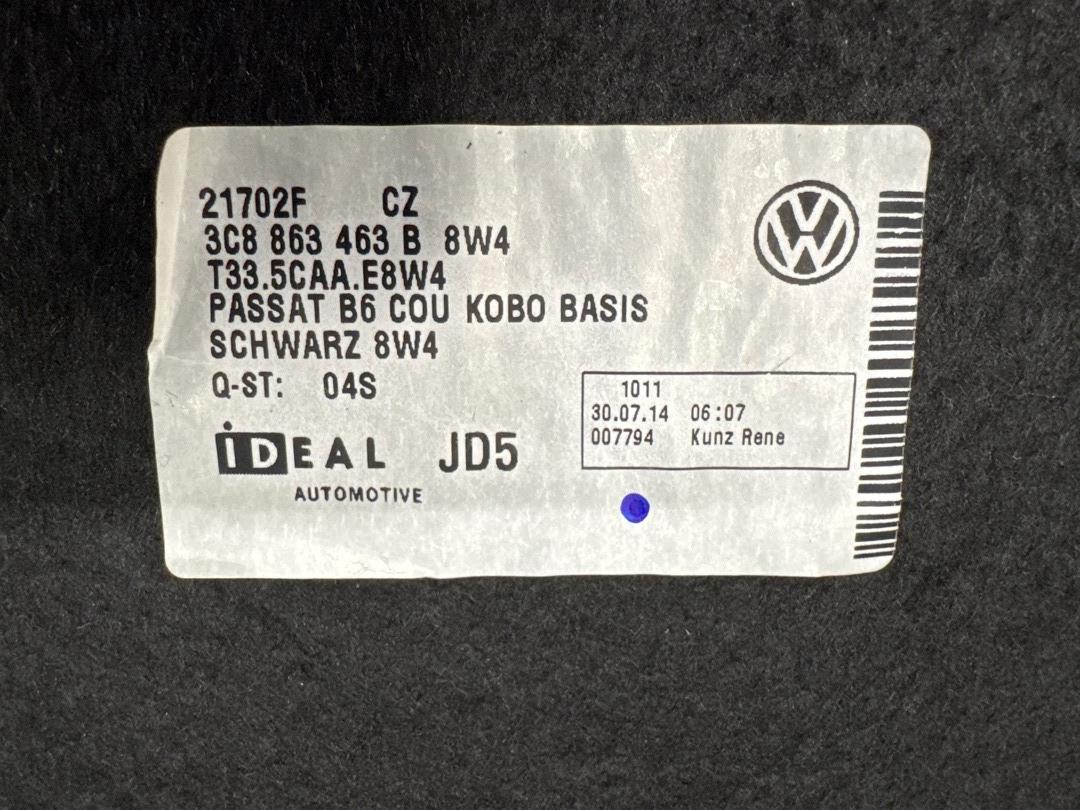 21702F CZ
3C8 863 463 B 8W4
T33.5CAA.E8W4
PASSAT B6 COU KOBO BASIS
SCHWARZ 8W4
Q-ST: 04S
1011
30.07.14 06:07
007794 Kunz Rene
iDEAL JD5
AUTOMOTIVE
VW